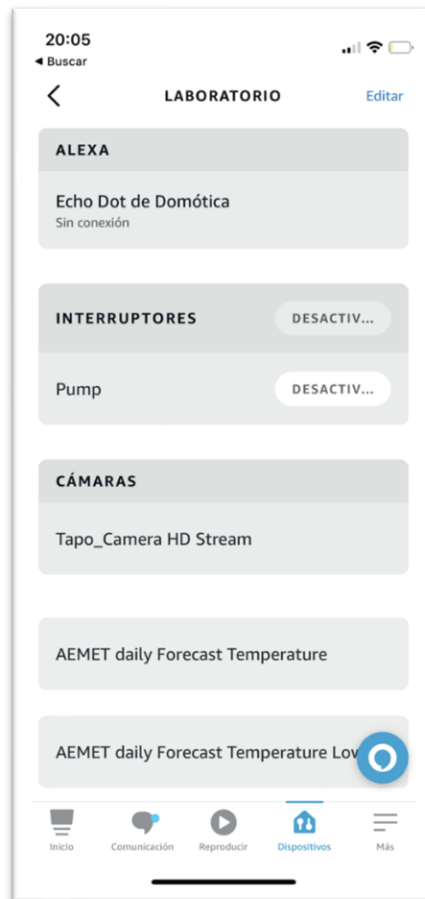 20:05
◀ Buscar
LABORATORIO Editar
ALEXA
Echo Dot de Domótica
Sin conexión
INTERRUPTORES DESACTIV...
Pump DESACTIV...
CÁMARAS
Tapo_Camera HD Stream
AEMET daily Forecast Temperature
AEMET daily Forecast Temperature Low
Inicio Comunicación Reproducir Dispositivos Más